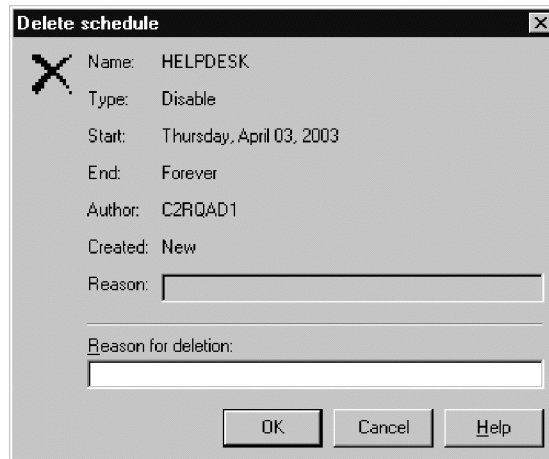 Delete schedule
Name: HELPDESK
Type: Disable
Start: Thursday, April 03, 2003
End: Forever
Author: C2RQAD1
Created: New
Reason:
Reason for deletion:
OK Cancel Help